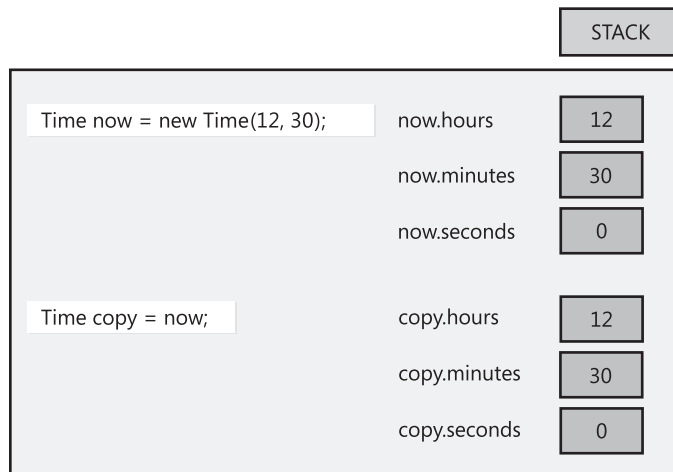 STACK
Time now = new Time(12, 30); now.hours 12
now.minutes 30
now.seconds 0
Time copy = now; copy.hours 12
copy.minutes 30
copy.seconds 0